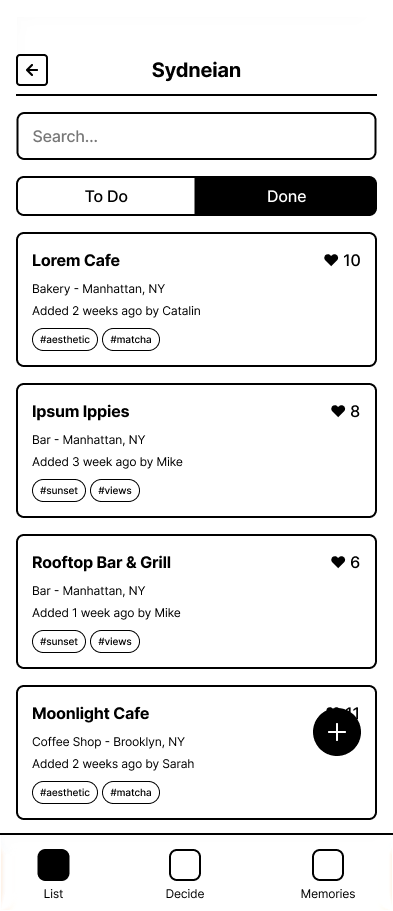 Sydneian
Search...
To Do Done
Lorem Cafe ♥ 10
Bakery - Manhattan, NY
Added 2 weeks ago by Catalin
#aesthetic #matcha
Ipsum Ippies ♥ 8
Bar - Manhattan, NY
Added 3 week ago by Mike
#sunset #views
Rooftop Bar & Grill ♥ 6
Bar - Manhattan, NY
Added 1 week ago by Mike
#sunset #views
Moonlight Cafe 11
Coffee Shop - Brooklyn, NY
Added 2 weeks ago by Sarah
#aesthetic #matcha
List Decide Memories